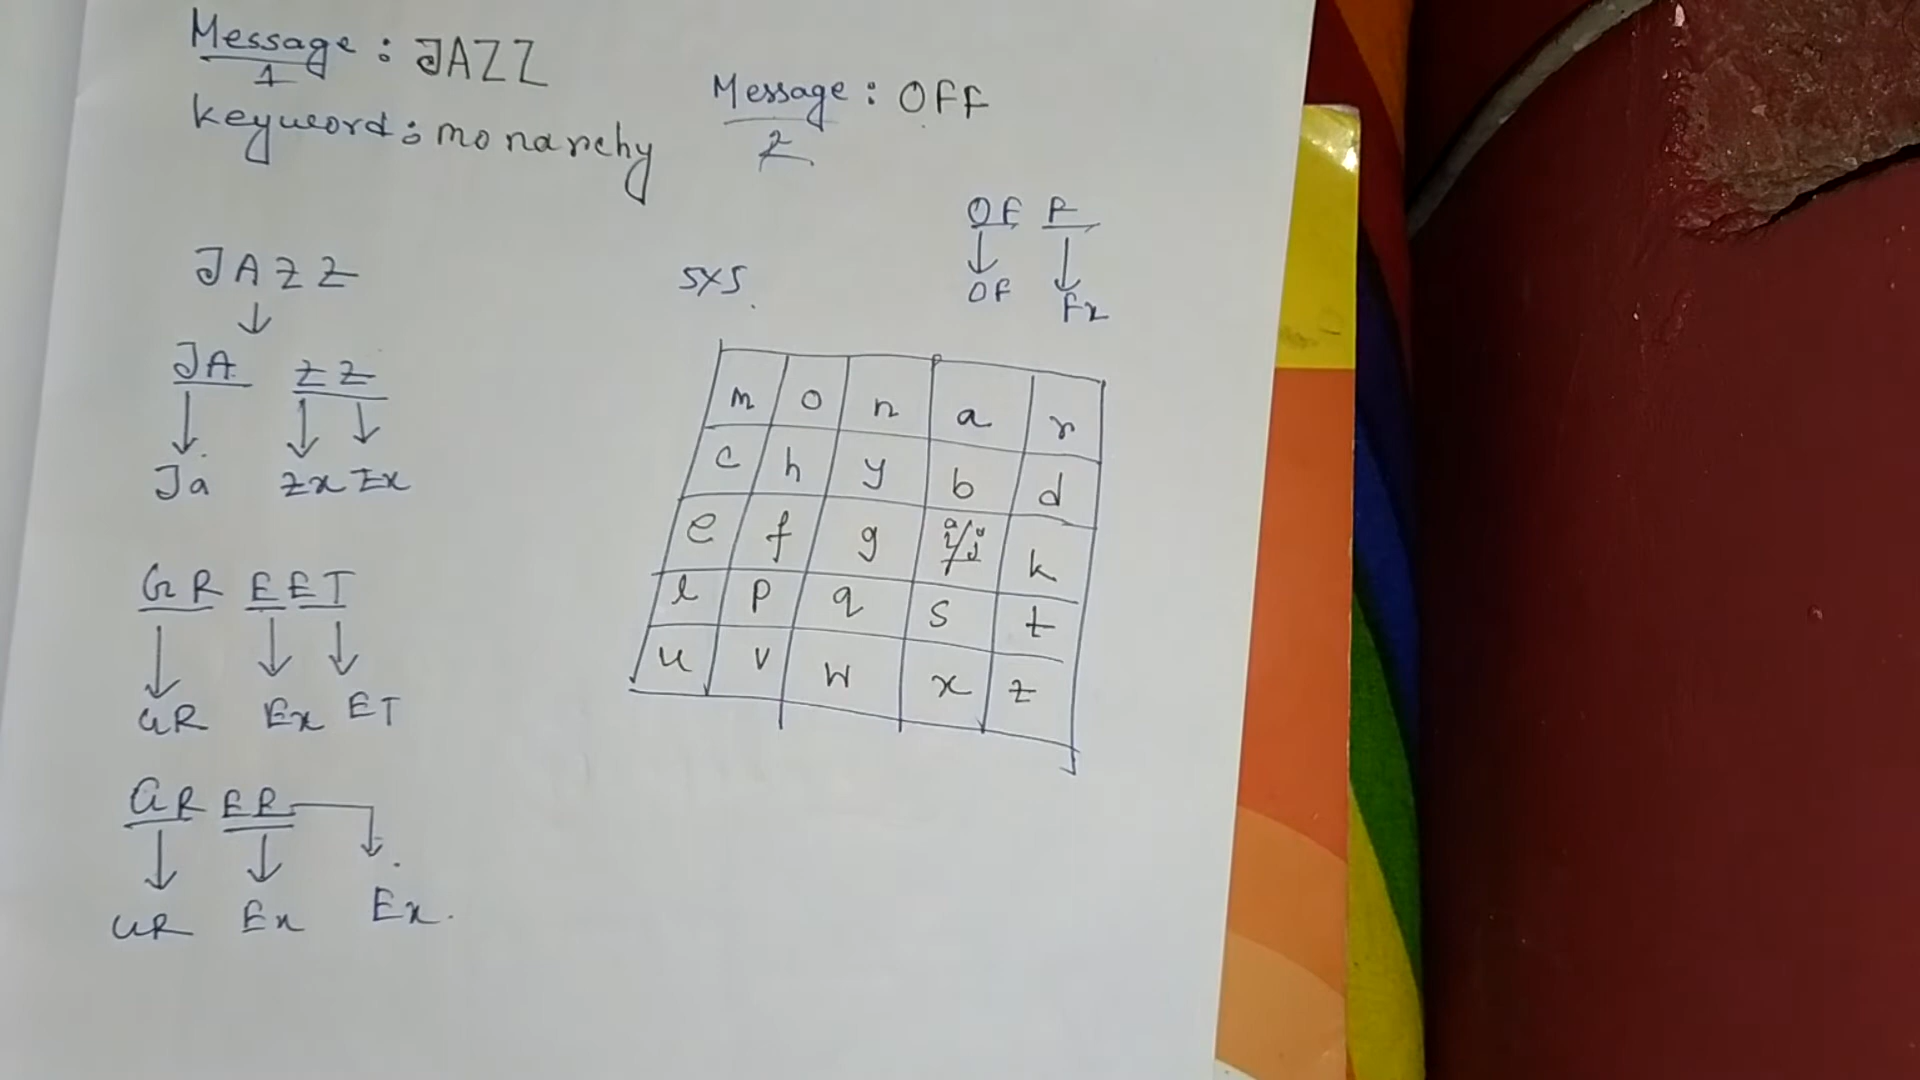 Message : JAZZ
1
keyword : monarchy
Message : OFF
2
OF F
OF Fx
JAZZ
JA ZZ
Ja Zx Zx
GR EET
GR Ex ET
GR EE
GR Ex Ex.
5x5.
m o n a r
c h y b d
e f g i/j k
l p q s t
u v w x z